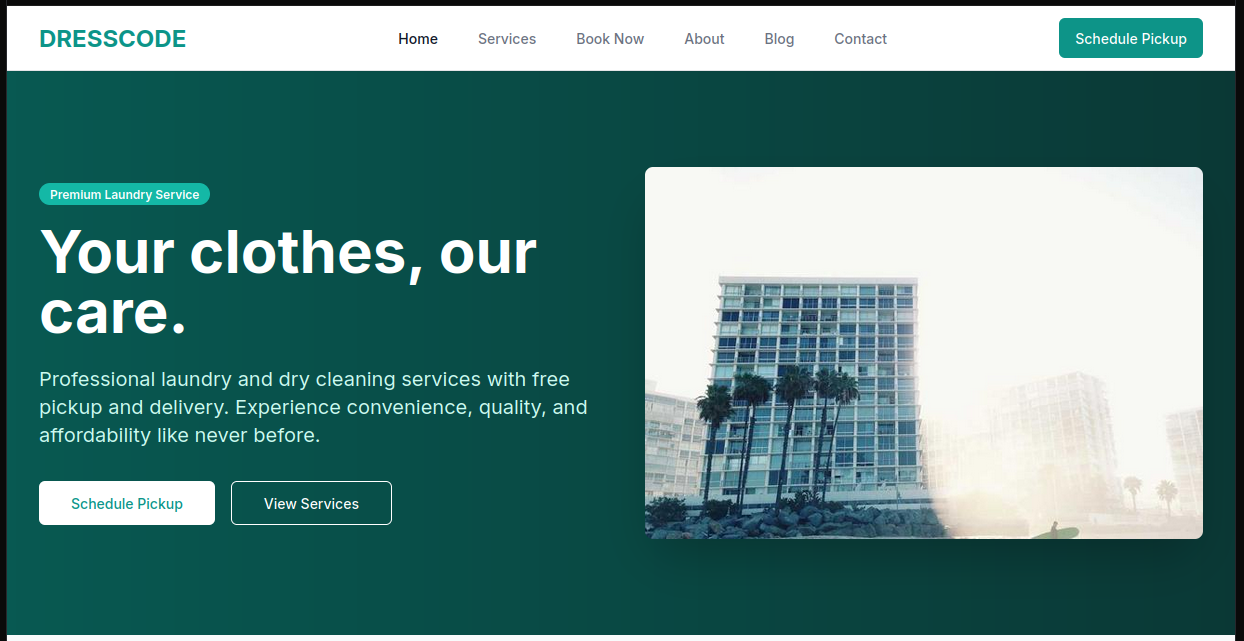 DRESSCODE
Home
Services
Book Now
About
Blog
Contact
Schedule Pickup
Premium Laundry Service
Your clothes, our
care.
Professional laundry and dry cleaning services with free
pickup and delivery. Experience convenience, quality, and
affordability like never before.
Schedule Pickup
View Services